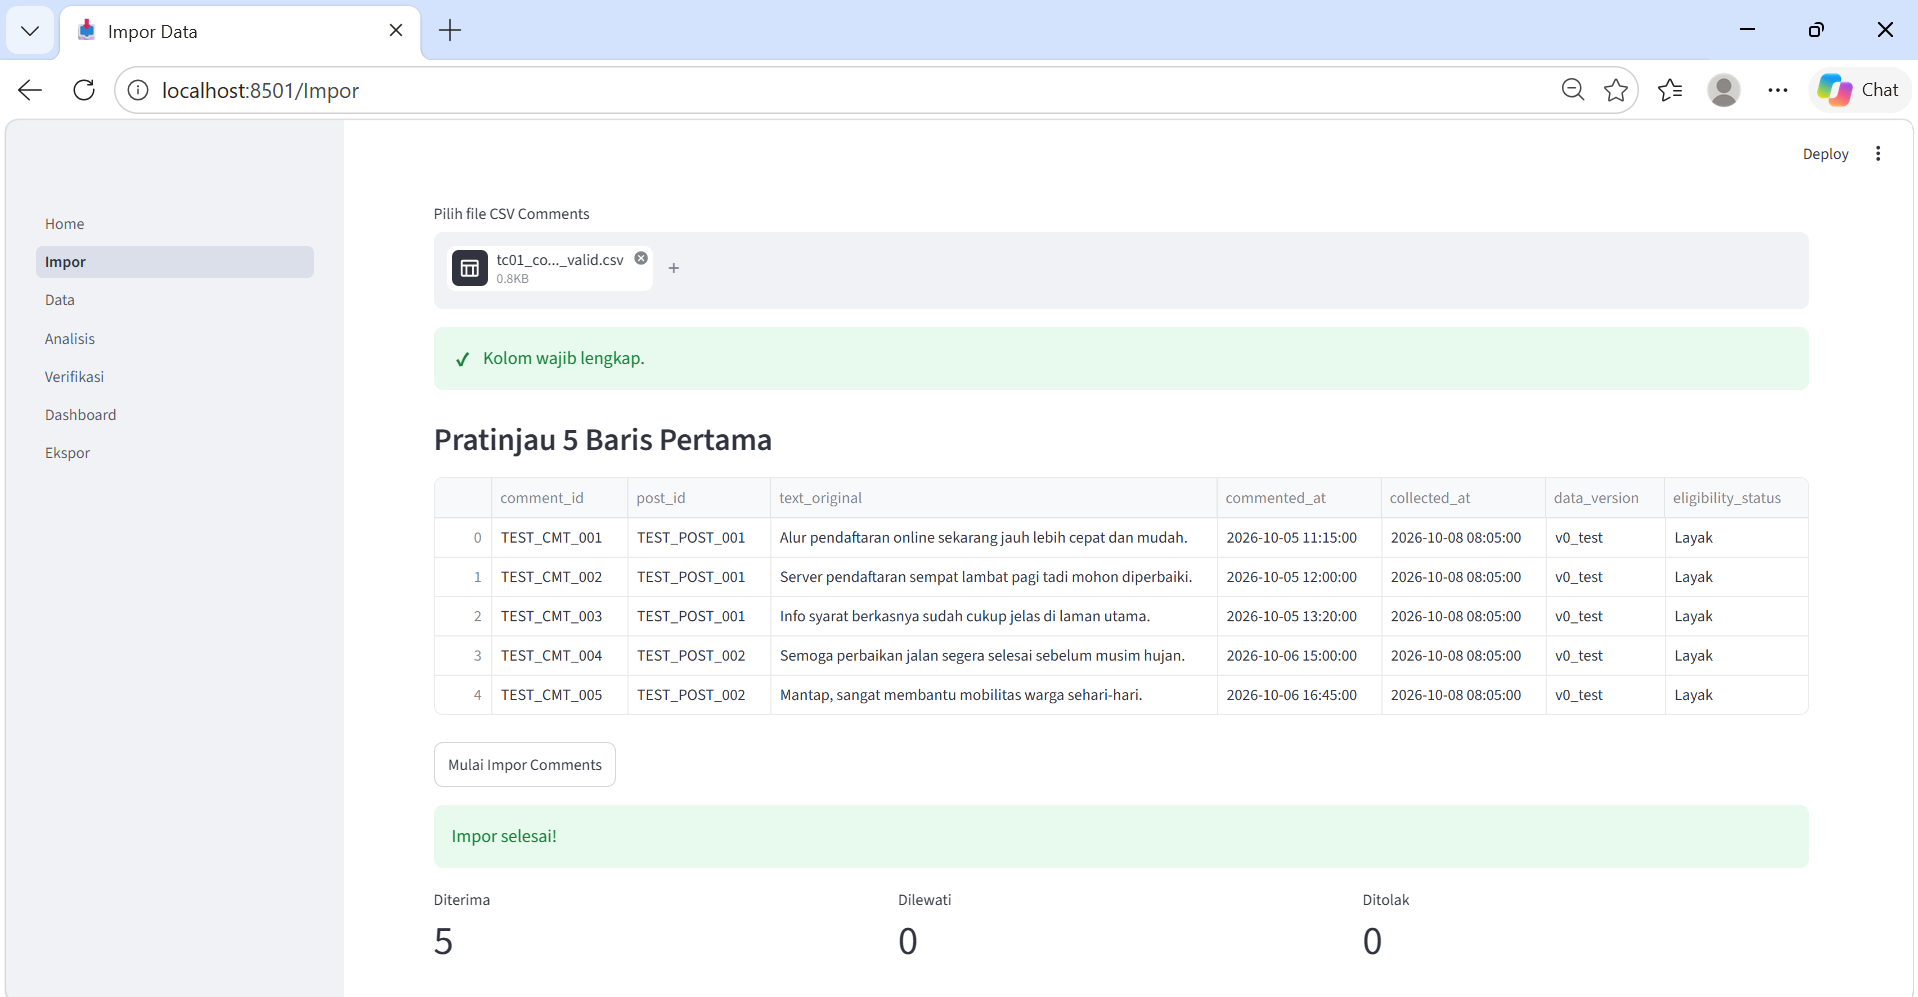 Impor Data
localhost:8501/Impor
Chat
Deploy
Home
Impor
Data
Analisis
Verifikasi
Dashboard
Ekspor
Pilih file CSV Comments
tc01_co..._valid.csv
0.8KB
Kolom wajib lengkap.
Pratinjau 5 Baris Pertama
comment_id post_id text_original commented_at collected_at data_version eligibility_status
0 TEST_CMT_001 TEST_POST_001 Alur pendaftaran online sekarang jauh lebih cepat dan mudah. 2026-10-05 11:15:00 2026-10-08 08:05:00 v0_test Layak
1 TEST_CMT_002 TEST_POST_001 Server pendaftaran sempat lambat pagi tadi mohon diperbaiki. 2026-10-05 12:00:00 2026-10-08 08:05:00 v0_test Layak
2 TEST_CMT_003 TEST_POST_001 Info syarat berkasnya sudah cukup jelas di laman utama. 2026-10-05 13:20:00 2026-10-08 08:05:00 v0_test Layak
3 TEST_CMT_004 TEST_POST_002 Semoga perbaikan jalan segera selesai sebelum musim hujan. 2026-10-06 15:00:00 2026-10-08 08:05:00 v0_test Layak
4 TEST_CMT_005 TEST_POST_002 Mantap, sangat membantu mobilitas warga sehari-hari. 2026-10-06 16:45:00 2026-10-08 08:05:00 v0_test Layak
Mulai Impor Comments
Impor selesai!
Diterima Dilewati Ditolak
5 0 0